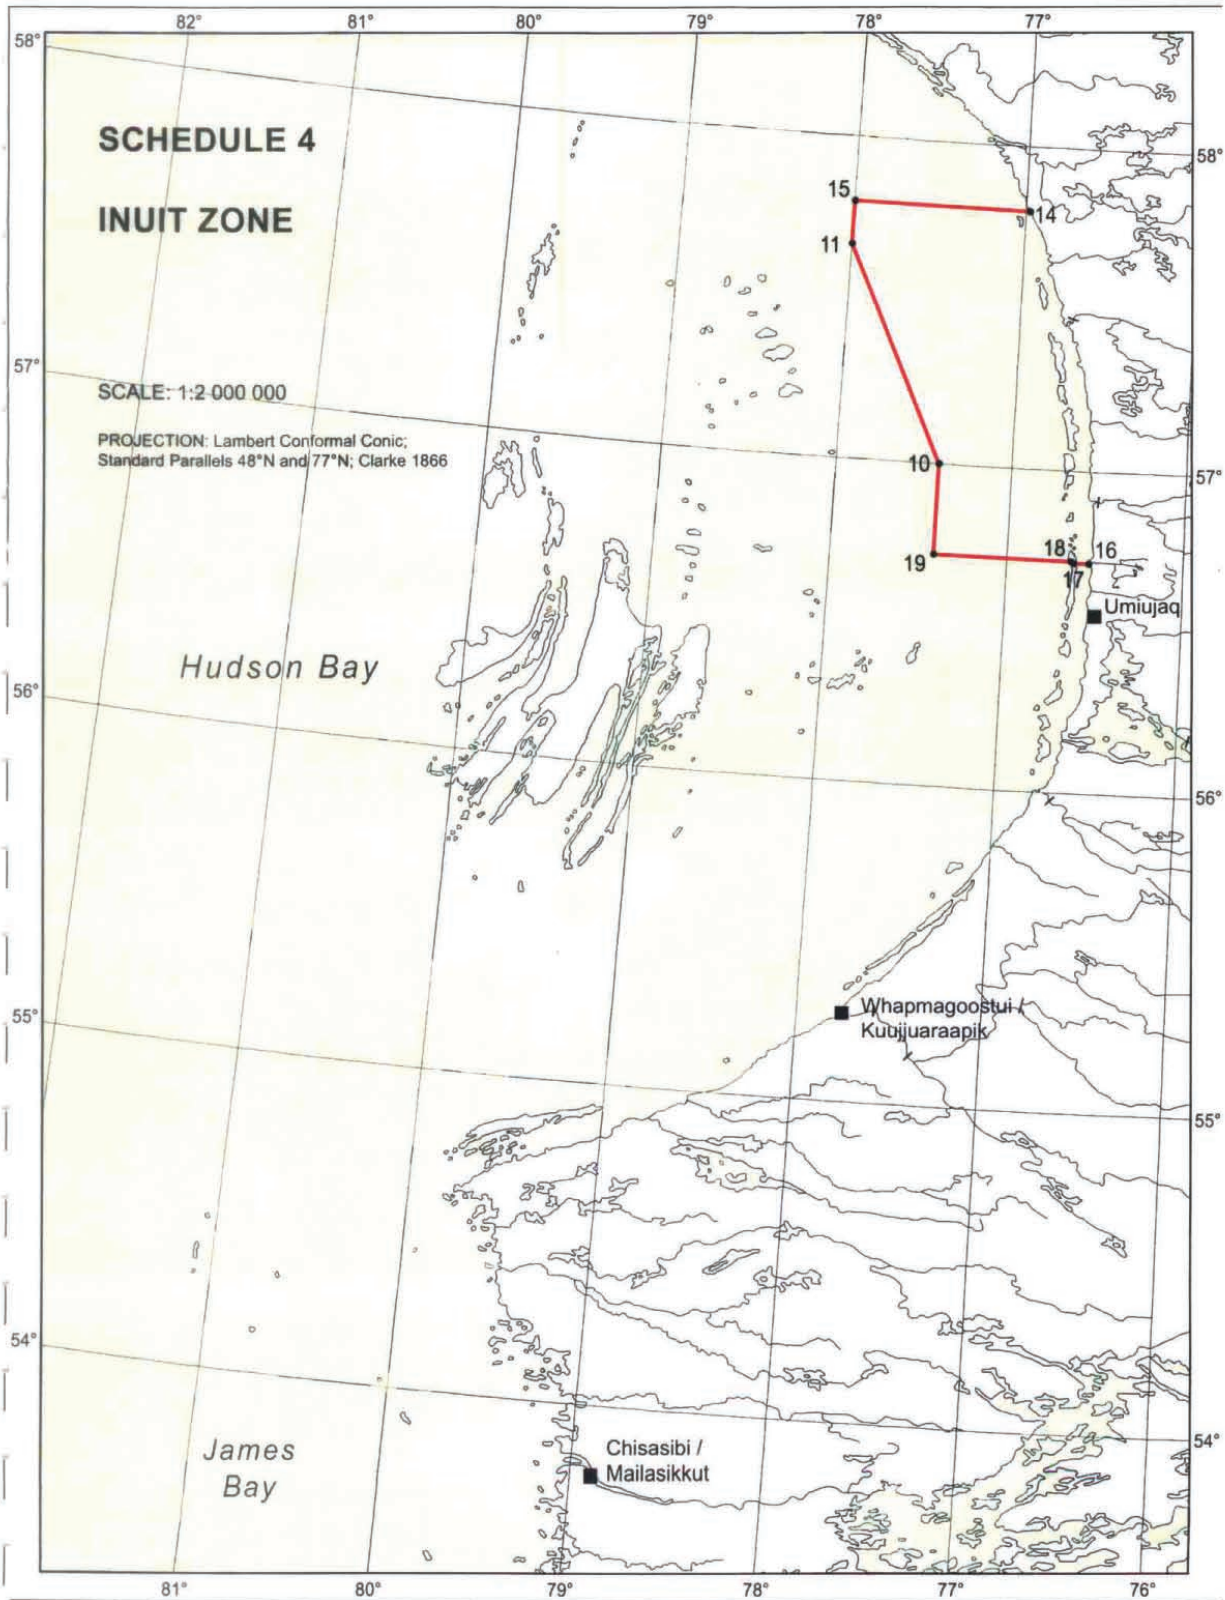 82° 81° 80° 79° 78° 77°
58°
SCHEDULE 4
58°
INUIT ZONE
15
14
11
57°
SCALE: 1:2 000 000
PROJECTION: Lambert Conformal Conic;
Standard Parallels 48°N and 77°N; Clarke 1866
10
57°
18 16
19
17
Umiujaq
Hudson Bay
56°
56°
Whapmagoostui /
Kuujjuaraapik
55°
55°
54°
54°
James
Bay
Chisasibi /
Mailasikkut
81° 80° 79° 78° 77° 76°